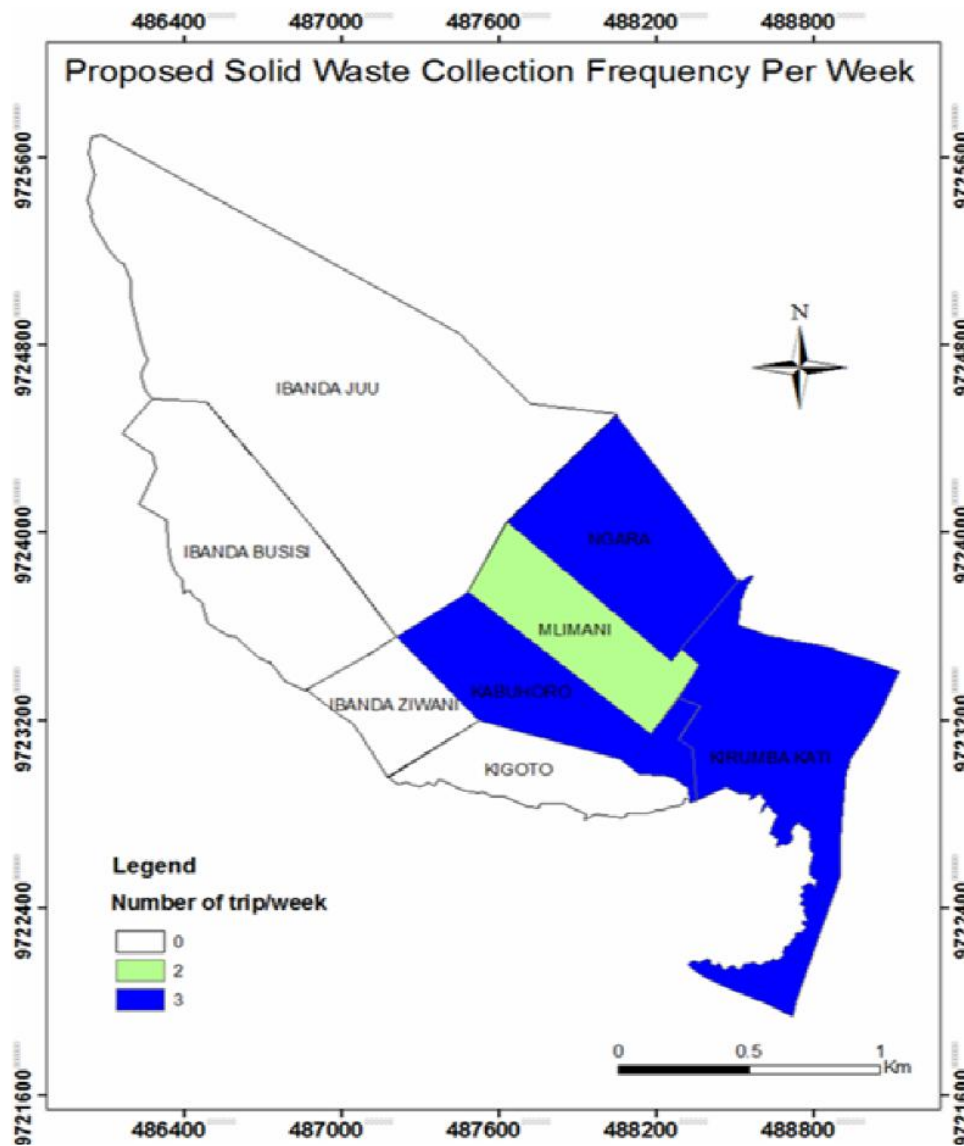 486400 487000 487600 488200 488800
Proposed Solid Waste Collection Frequency Per Week
9725600 9725600
9724800 9724800
N
IBANDA JUU
9724000 9724000
NGARA
IBANDA BUSISI
MLIMANI
KABUHORO
IBANDA ZIWANI
9723200 9723200
KIRUMBA KATI
KIGOTO
Legend
Number of trip/week
0
2
3
9722400 9722400
0 0.5 1
Km
9721600 9721600
486400 487000 487600 488200 488800